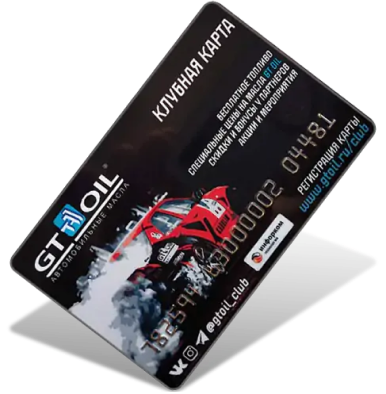 КЛУБНАЯ КАРТА
БЕСПЛАТНОЕ ТОПЛИВО
СПЕЦИАЛЬНЫЕ ЦЕНЫ НА МАСЛА GT OIL
СКИДКИ И БОНУСЫ У ПАРТНЕРОВ
АКЦИИ И МЕРОПРИЯТИЯ
GT OIL
АВТОМОБИЛЬНЫЕ МАСЛА
04481
РЕГИСТРАЦИЯ КАРТЫ
www.gtoil.ru/club
информ
@gtoil_club